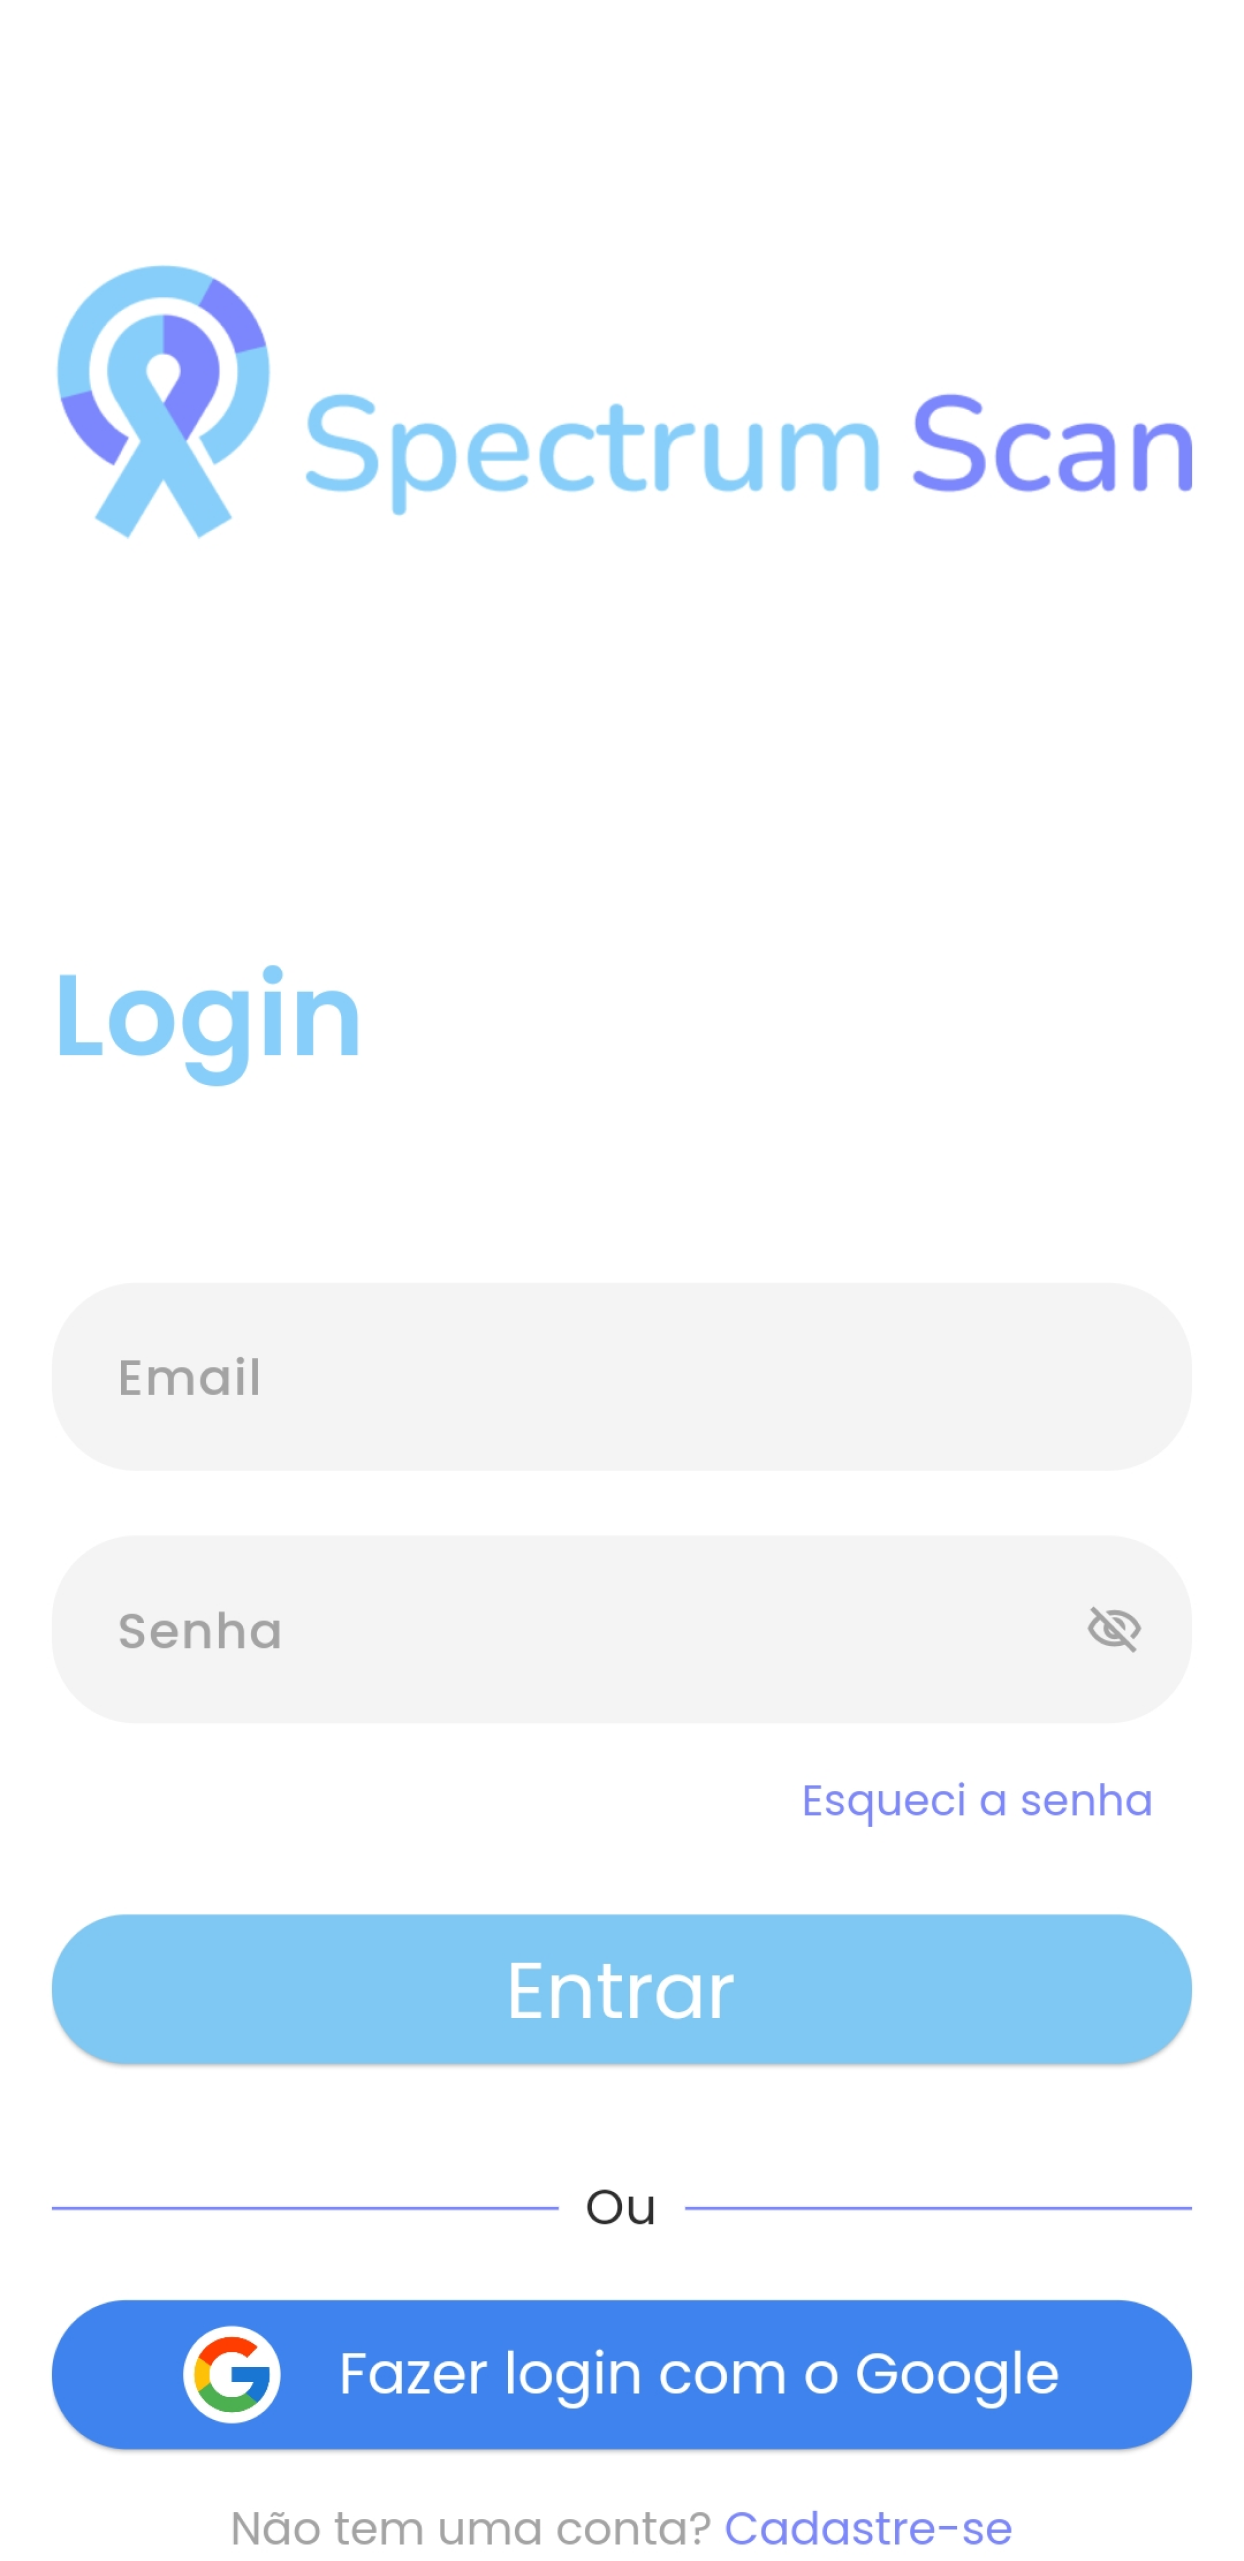 Spectrum Scan
Login
Email
Senha
Esqueci a senha
Entrar
Ou
Fazer login com o Google
Não tem uma conta? Cadastre-se